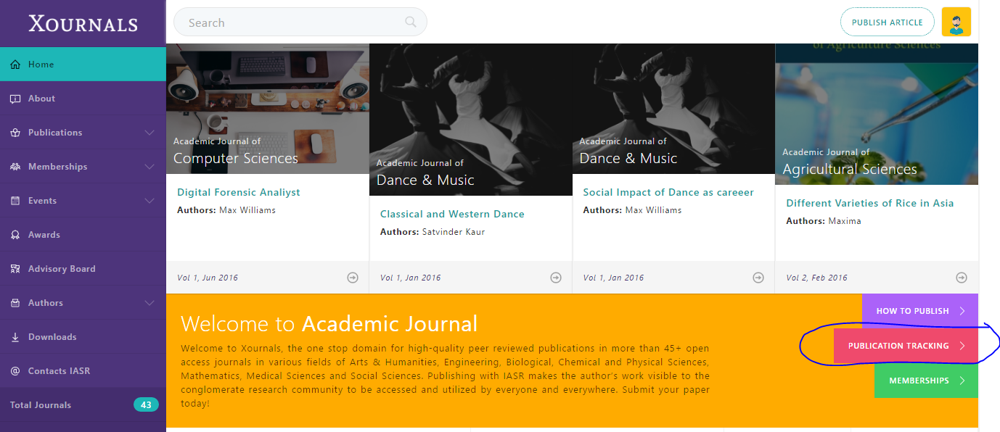 XOURNALS
Search
PUBLISH ARTICLE
Home
About
Publications
Memberships
Events
Awards
Advisory Board
Authors
Downloads
@ Contacts IASR
Total Journals 43
Academic Journal of
Computer Sciences
Digital Forensic Analiyst
Authors: Max Williams
Vol 1, Jun 2016
Academic Journal of
Dance & Music
Classical and Western Dance
Authors: Satvinder Kaur
Vol 1, Jan 2016
Academic Journal of
Dance & Music
Social Impact of Dance as careeer
Authors: Max Williams
Vol 1, Jan 2016
of Agriculture Sciences
Academic Journal of
Agricultural Sciences
Different Varieties of Rice in Asia
Authors: Maxima
Vol 2, Feb 2016
Welcome to Academic Journal
Welcome to Xournals, the one stop domain for high-quality peer reviewed publications in more than 45+ open
access journals in various fields of Arts & Humanities, Engineering, Biological, Chemical and Physical Sciences,
Mathematics, Medical Sciences and Social Sciences. Publishing with IASR makes the author's work visible to the
conglomerate research community to be accessed and utilized by everyone and everywhere. Submit your paper
today!
HOW TO PUBLISH
PUBLICATION TRACKING
MEMBERSHIPS